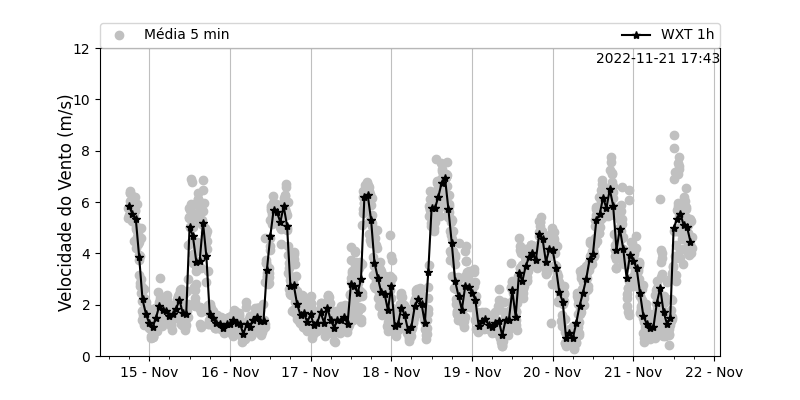 Média 5 min
WXT 1h
2022-11-21 17:43
Velocidade do Vento (m/s)
12
10
8
6
4
2
0
15 - Nov
16 - Nov
17 - Nov
18 - Nov
19 - Nov
20 - Nov
21 - Nov
22 - Nov